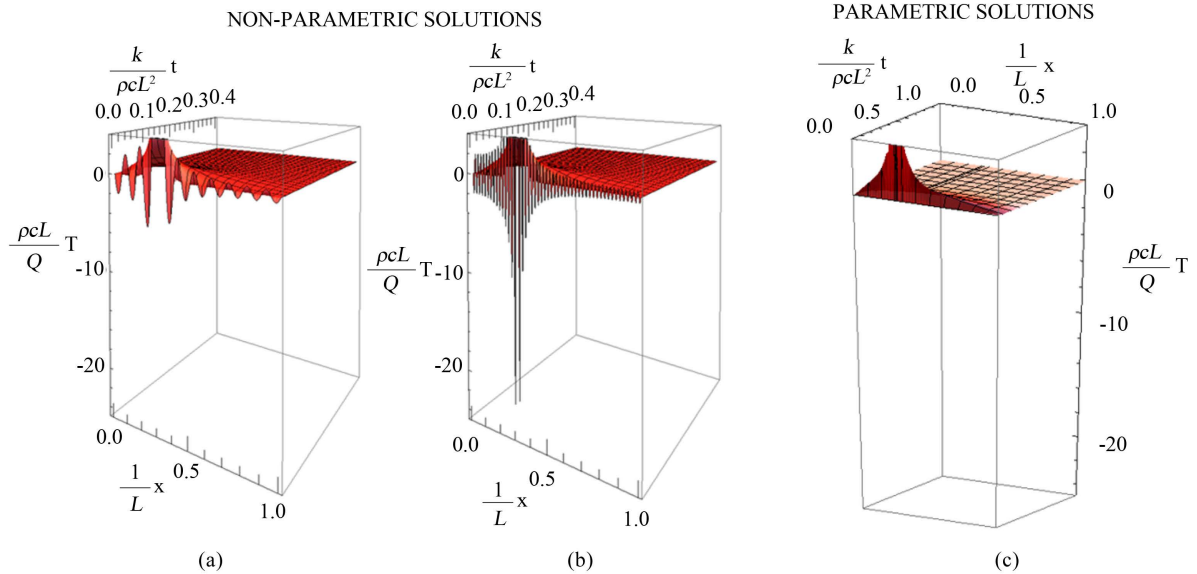 NON-PARAMETRIC SOLUTIONS
PARAMETRIC SOLUTIONS
k
ρcL² t
0.0 0.1 0.2 0.3 0.4
0
-10
-20
ρcL
Q T
0.0
0.5
1.0
1
L x
(a)
k
ρcL² t
0.0 0.1 0.2 0.3 0.4
0
-10
-20
ρcL
Q T
0.0
0.5
1.0
1
L x
(b)
k
ρcL² t
0.0 0.5 1.0
1
L x
0.0 0.5 1.0
0
-10
-20
ρcL
Q T
(c)